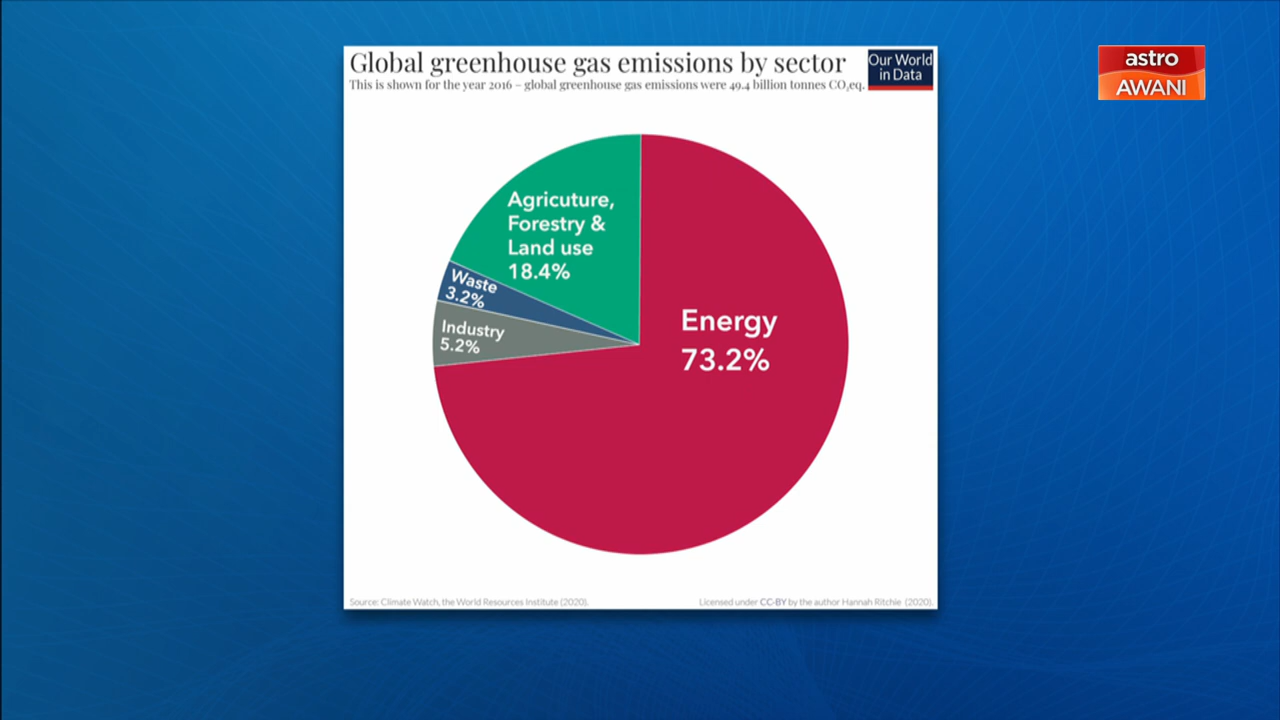 Global greenhouse gas emissions by sector
This is shown for the year 2016 – global greenhouse gas emissions were 49.4 billion tonnes CO₂eq.
Our World
in Data
astro
AWANI
Agricuture,
Forestry &
Land use
18.4%
Waste
3.2%
Industry
5.2%
Energy
73.2%
Source: Climate Watch, the World Resources Institute (2020).
Licensed under CC-BY by the author Hannah Ritchie (2020).